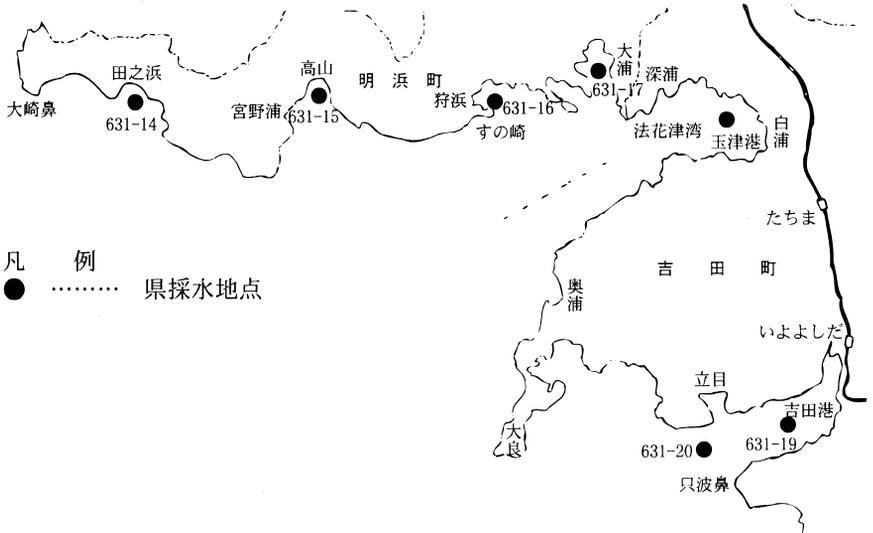 大浦
深浦
高山
田之浜
明浜町
631-17
狩浜
631-16
大崎鼻
宮野浦
631-15
631-14
すの崎
法花津湾
玉津港
白浦
たちま
凡例
吉田町
県採水地点
奥浦
いよよしだ
立目
吉田港
大良
631-20
631-19
只波鼻